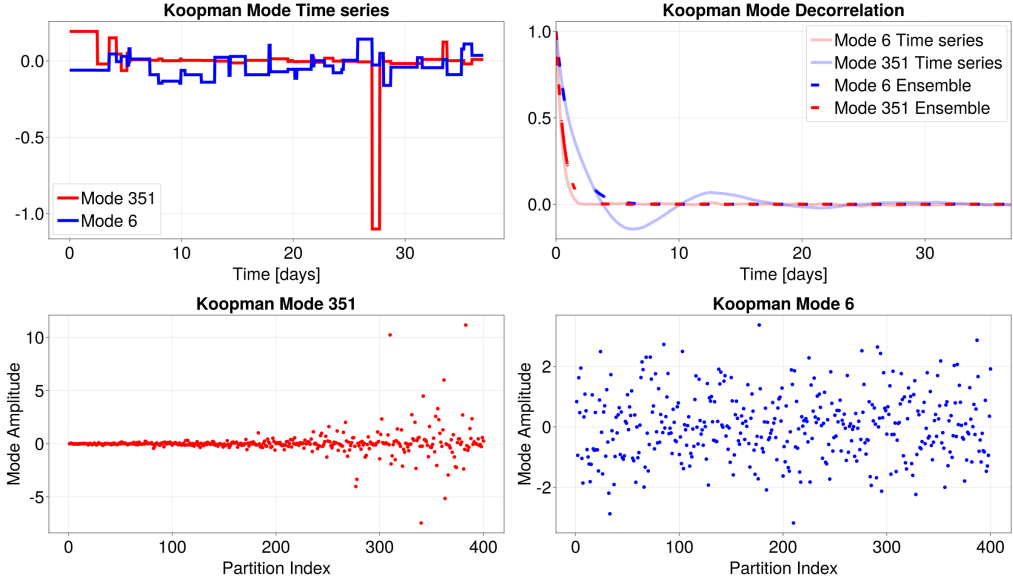 Koopman Mode Time series
0.0
-0.5
-1.0
Mode 351
Mode 6
0
10
20
30
Time [days]
Koopman Mode Decorrelation
1.0
0.5
0.0
Mode 6 Time series
Mode 351 Time series
Mode 6 Ensemble
Mode 351 Ensemble
0
10
20
30
Time [days]
Koopman Mode 351
Mode Amplitude
10
5
0
-5
0
100
200
300
400
Partition Index
Koopman Mode 6
Mode Amplitude
2
0
-2
0
100
200
300
400
Partition Index